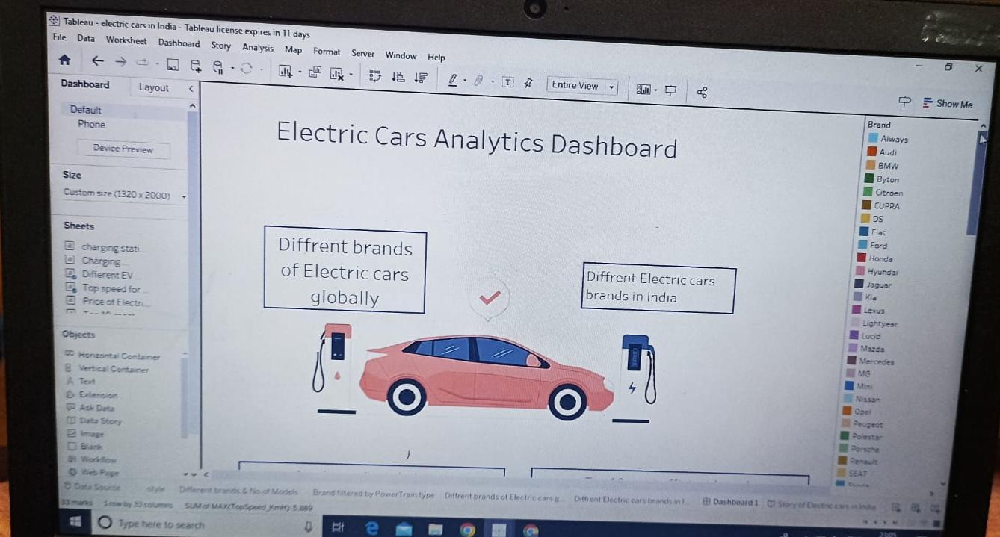 Tableau - electric cars in India - Tableau license expires in 11 days
File Data Worksheet Dashboard Story Analysis Map Format Server Window Help
Entire View
Show Me
Dashboard Layout
Default
Phone
Device Preview
Size
Custom size (1320 x 2000)
Sheets
charging stati...
Charging ...
Different EV ...
Top speed for ...
Price of Electri...
Objects
Horizontal Container
Vertical Container
Text
Extension
Ask Data
Data Story
Image
Blank
Workflow
Web Page
Electric Cars Analytics Dashboard
Diffrent brands
of Electric cars
globally
Diffrent Electric cars
brands in India
Brand
Aiways
Audi
BMW
Byton
Citroen
CUPRA
DS
Fiat
Ford
Honda
Hyundai
Jaguar
Kia
Lexus
Lightyear
Lucid
Mazda
Mercedes
MG
Mini
Nissan
Opel
Peugeot
Polestar
Porsche
Renault
SEAT
Data Source style Different brands & No.of Models Brand filtered by PowerTrain type Diffrent brands of Electric cars g... Diffrent Electric cars brands in I... Dashboard 1 Story of Electric cars in India
33 marks 1 row by 33 columns SUM of MAX(TopSpeed_KmH): 5,889
Type here to search